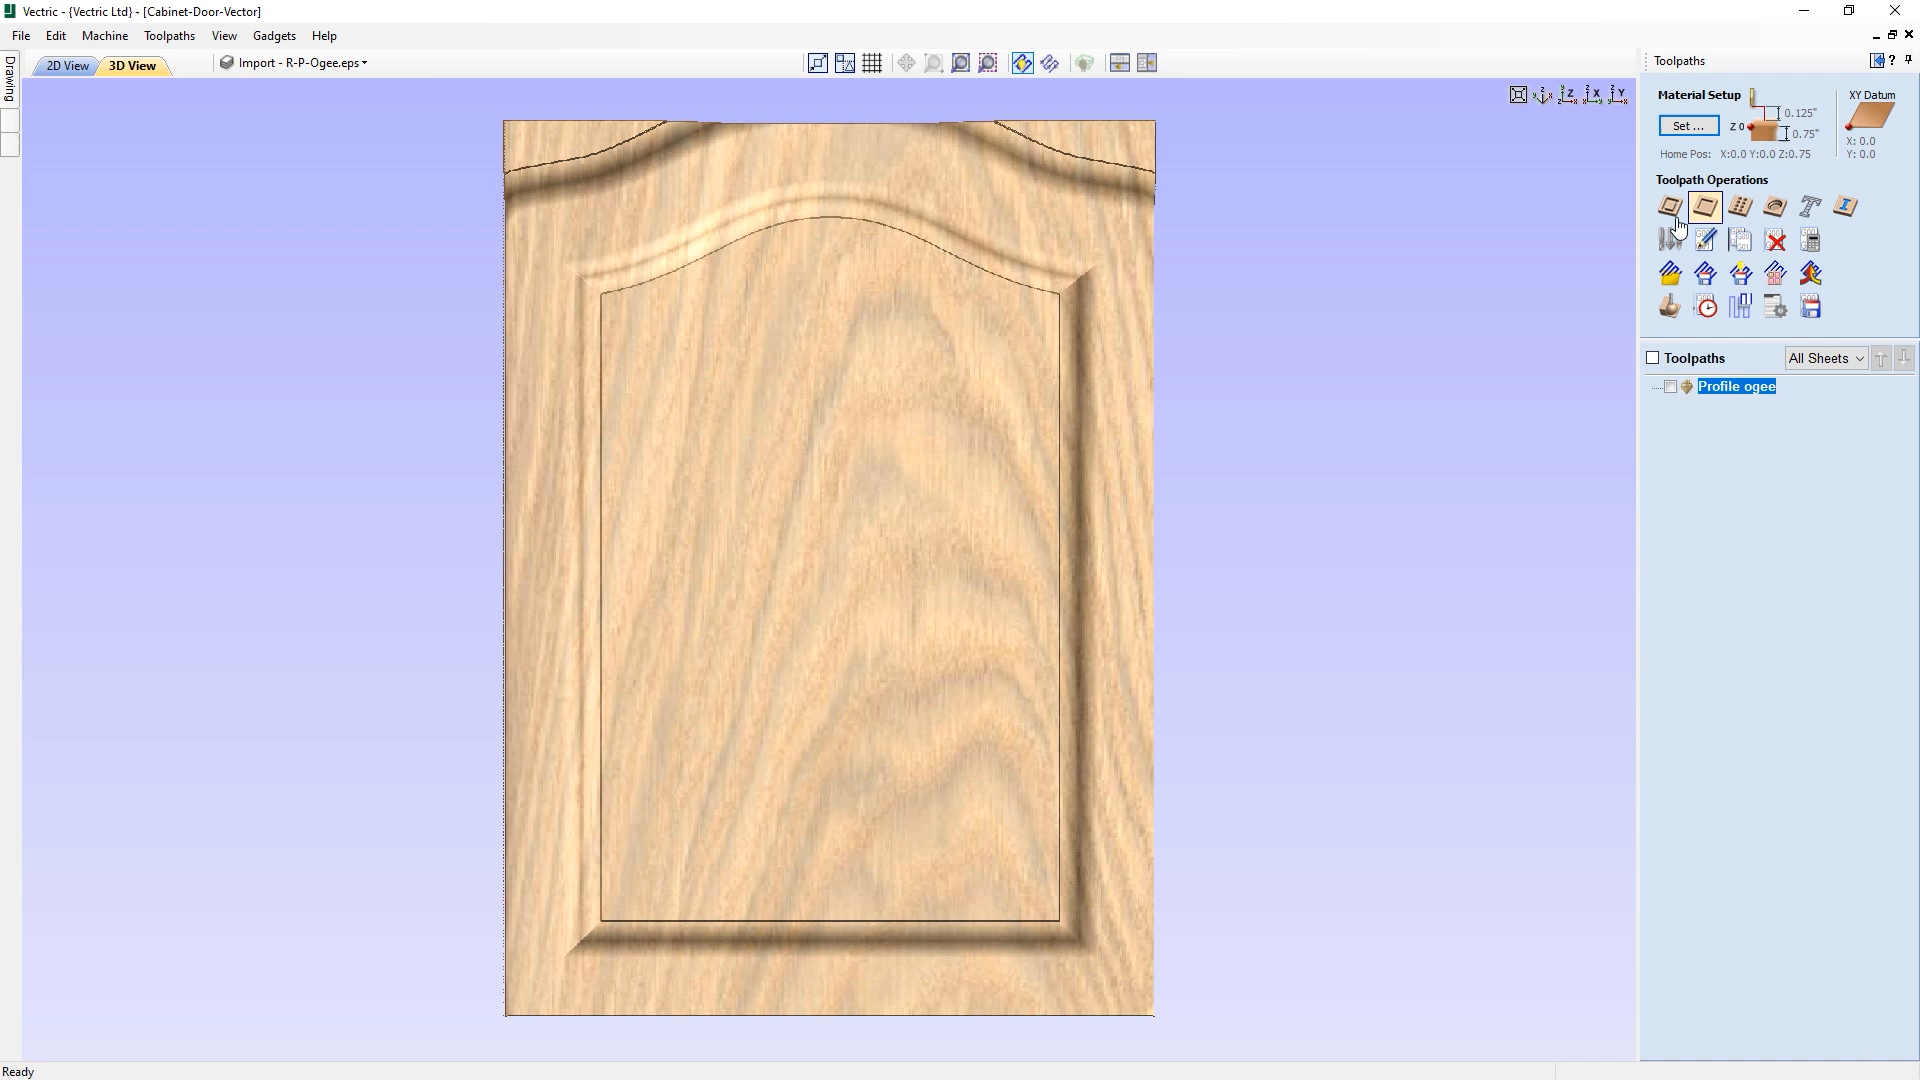 Vectric - {Vectric Ltd} - [Cabinet-Door-Vector]
File Edit Machine Toolpaths View Gadgets Help
Drawing
2D View 3D View Import - R-P-Ogee.eps
Toolpaths
Material Setup
Set ...
Z 0
0.125"
0.75"
Home Pos: X:0.0 Y:0.0 Z:0.75
XY Datum
X: 0.0
Y: 0.0
Toolpath Operations
Toolpaths All Sheets
Profile ogee
Ready